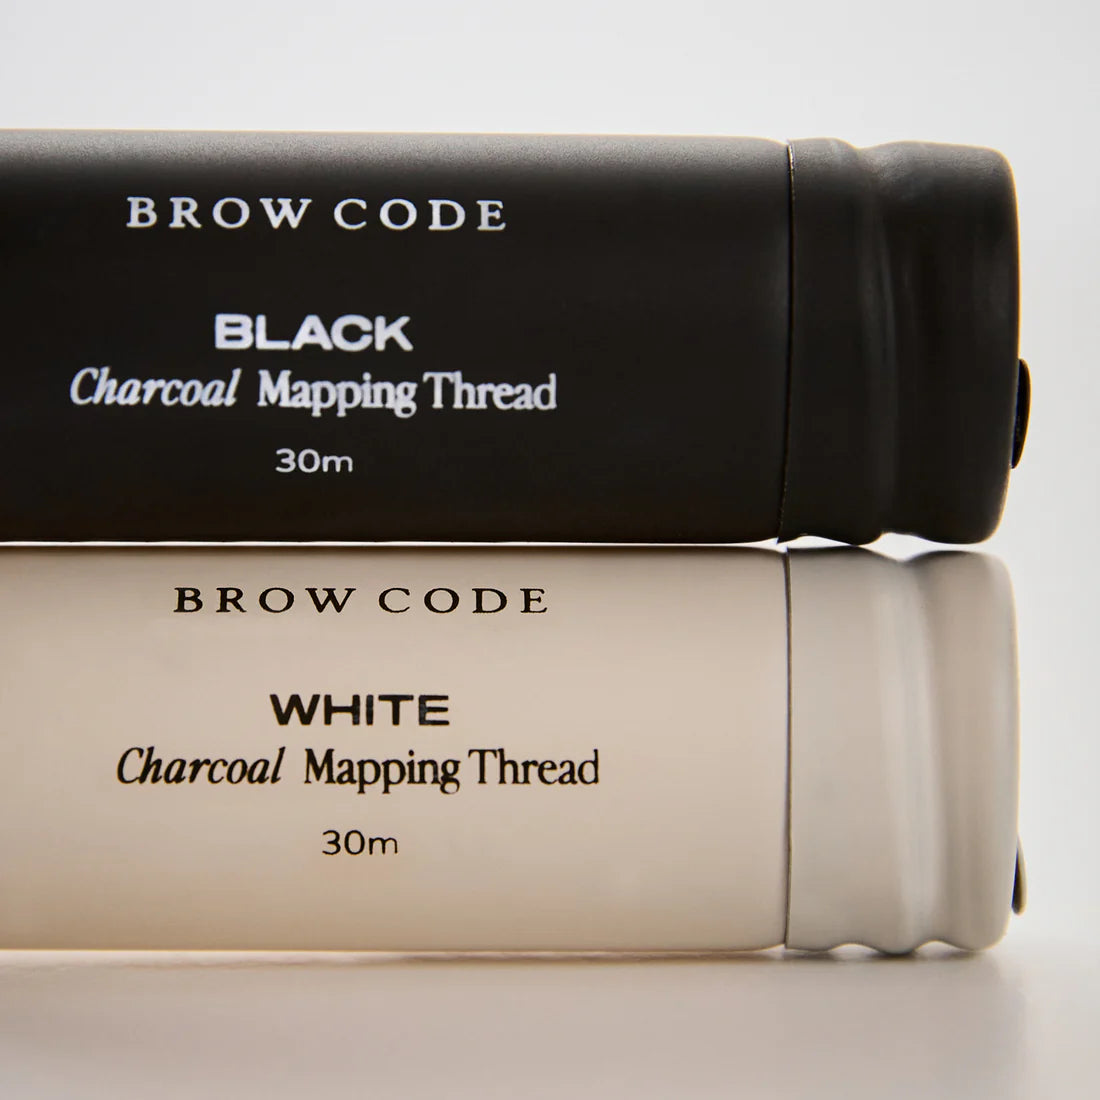 BROW CODE
BLACK
Charcoal Mapping Thread
30m
BROW CODE
WHITE
Charcoal Mapping Thread
30m